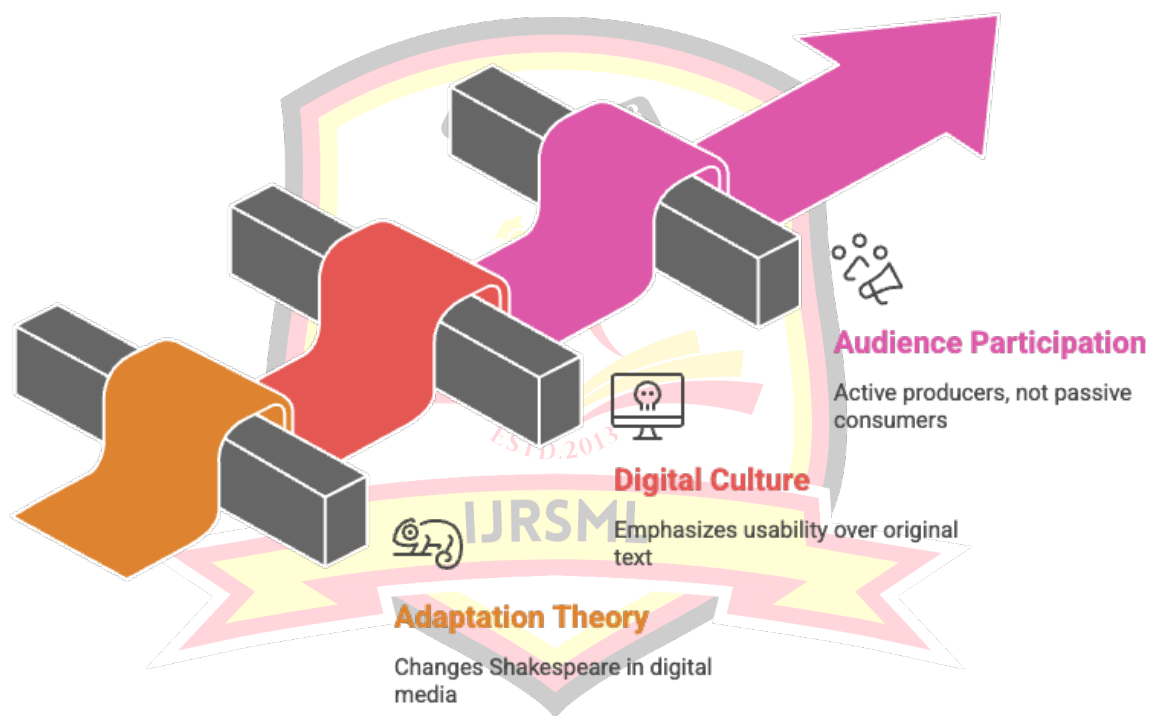 Audience Participation
Active producers, not passive
consumers
ESTD.2013
Digital Culture
IJRSML
Emphasizes usability over original
text
Adaptation Theory
Changes Shakespeare in digital
media